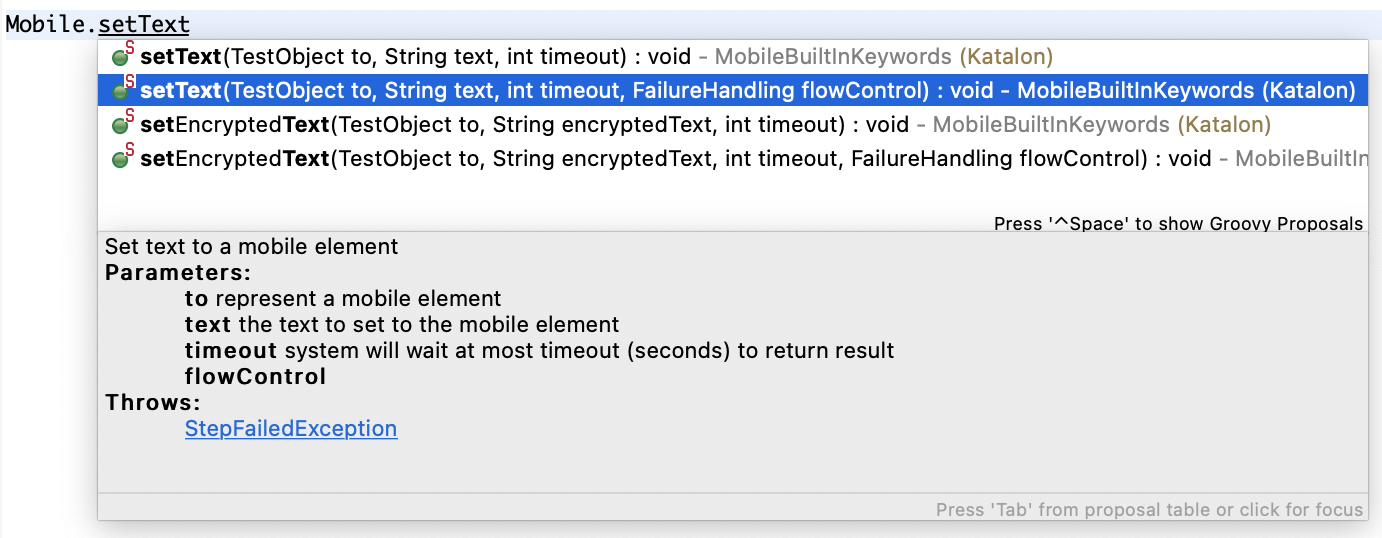 Mobile.setText
S setText(TestObject to, String text, int timeout) : void - MobileBuiltInKeywords (Katalon)
S setText(TestObject to, String text, int timeout, FailureHandling flowControl) : void - MobileBuiltInKeywords (Katalon)
S setEncryptedText(TestObject to, String encryptedText, int timeout) : void - MobileBuiltInKeywords (Katalon)
S setEncryptedText(TestObject to, String encryptedText, int timeout, FailureHandling flowControl) : void - MobileBuiltIn
Press '^Space' to show Groovy Proposals
Set text to a mobile element
Parameters:
to represent a mobile element
text the text to set to the mobile element
timeout system will wait at most timeout (seconds) to return result
flowControl
Throws:
StepFailedException
Press 'Tab' from proposal table or click for focus